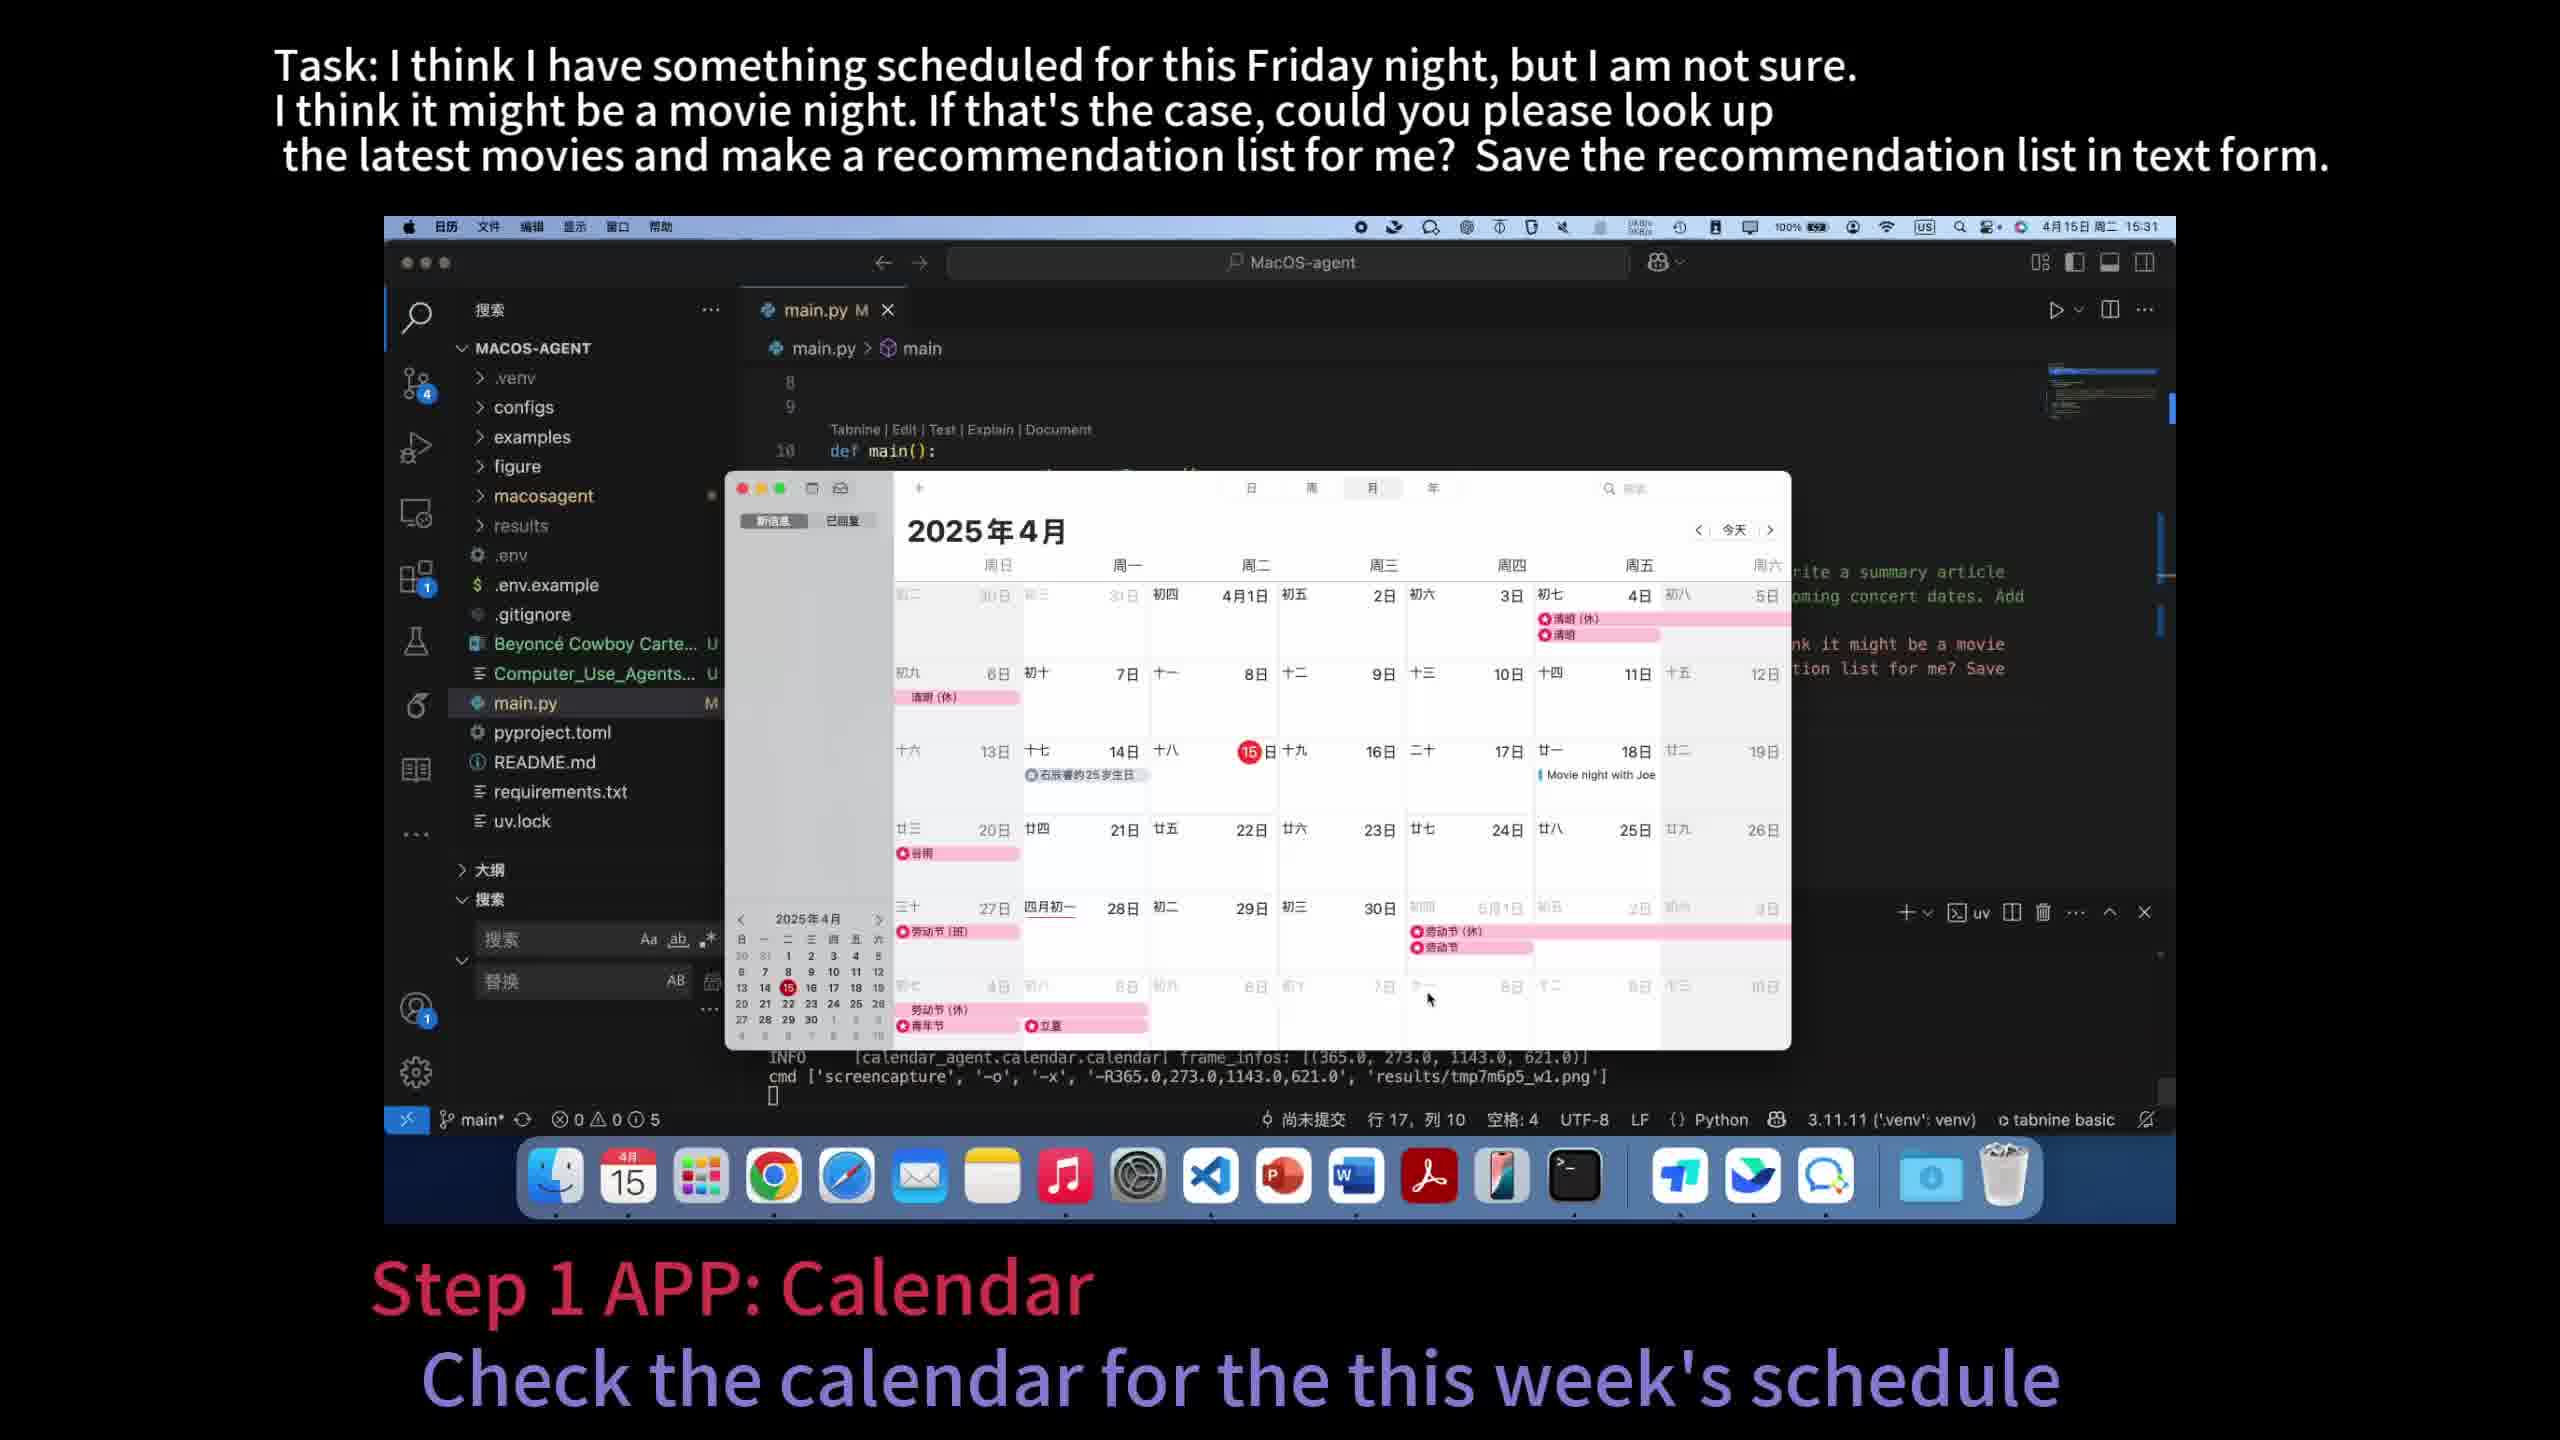 Task: I think I have something scheduled for this Friday night, but I am not sure.
I think it might be a movie night. If that's the case, could you please look up
the latest movies and make a recommendation list for me? Save the recommendation list in text form.
日历 文件 编辑 显示 窗口 帮助
100% US 4月15日 周二 15:31
MacOS-agent
搜索
main.py M
MACOS-AGENT
main.py > main
.venv
configs
examples
figure
macosagent
results
.env
.env.example
.gitignore
Beyoncé Cowboy Carte... U
Computer_Use_Agents... U
main.py M
pyproject.toml
README.md
requirements.txt
uv.lock
大纲
搜索
搜索 Aa ab
替换 AB
4
1
1
8
9
Tabnine | Edit | Test | Explain | Document
10 def main():
rite a summary article
oming concert dates. Add
nk it might be a movie
tion list for me? Save
uv
日 周 月 年
新信息 已回复
2025年4月
今天
周日 周一 周二 周三 周四 周五 周六
初二 30日 初三 31日 初四 4月1日 初五 2日 初六 3日 初七 4日 初八 5日
清明 (休)
清明
初九 6日 初十 7日 十一 8日 十二 9日 十三 10日 十四 11日 十五 12日
清明 (休)
十六 13日 十七 14日 十八 15日 十九 16日 二十 17日 廿一 18日 廿二 19日
石辰睿的25岁生日
Movie night with Joe
廿三 20日 廿四 21日 廿五 22日 廿六 23日 廿七 24日 廿八 25日 廿九 26日
谷雨
三十 27日 四月初一 28日 初二 29日 初三 30日 初四 5月1日 初五 2日 初六 3日
劳动节 (班)
劳动节 (休)
劳动节
初七 4日 初八 5日 初九 6日 初十 7日 十一 8日 十二 9日 十三 10日
劳动节 (休)
青年节
立夏
2025年4月
日 一 二 三 四 五 六
30 31 1 2 3 4 5
6 7 8 9 10 11 12
13 14 15 16 17 18 19
20 21 22 23 24 25 26
27 28 29 30 1 2 3
4 5 6 7 8 9 10
INFO [calendar_agent.calendar.calendar] frame_infos: [(365.0, 273.0, 1143.0, 621.0)]
cmd ['screencapture', '-o', '-x', '-R365.0,273.0,1143.0,621.0', 'results/tmp7m6p5_w1.png']
main* 0 0 5
尚未提交 行 17，列 10 空格: 4 UTF-8 LF {} Python 3.11.11 ('.venv': venv) tabnine basic
4月
15
Step 1 APP: Calendar
Check the calendar for the this week's schedule